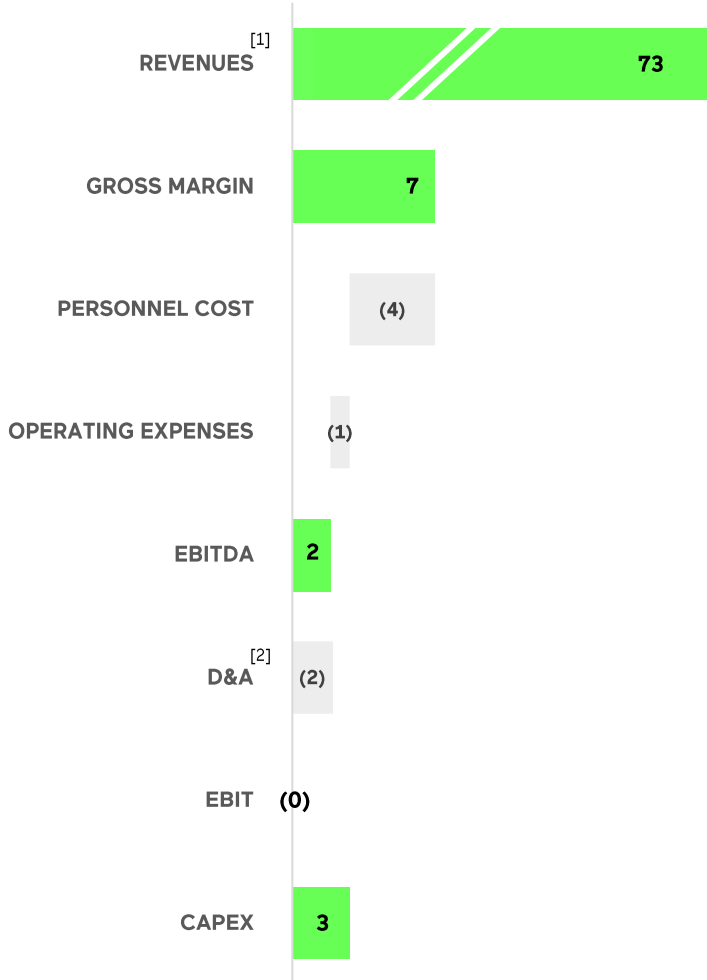 REVENUES [1] 73
GROSS MARGIN 7
PERSONNEL COST (4)
OPERATING EXPENSES (1)
EBITDA 2
D&A [2] (2)
EBIT (0)
CAPEX 3